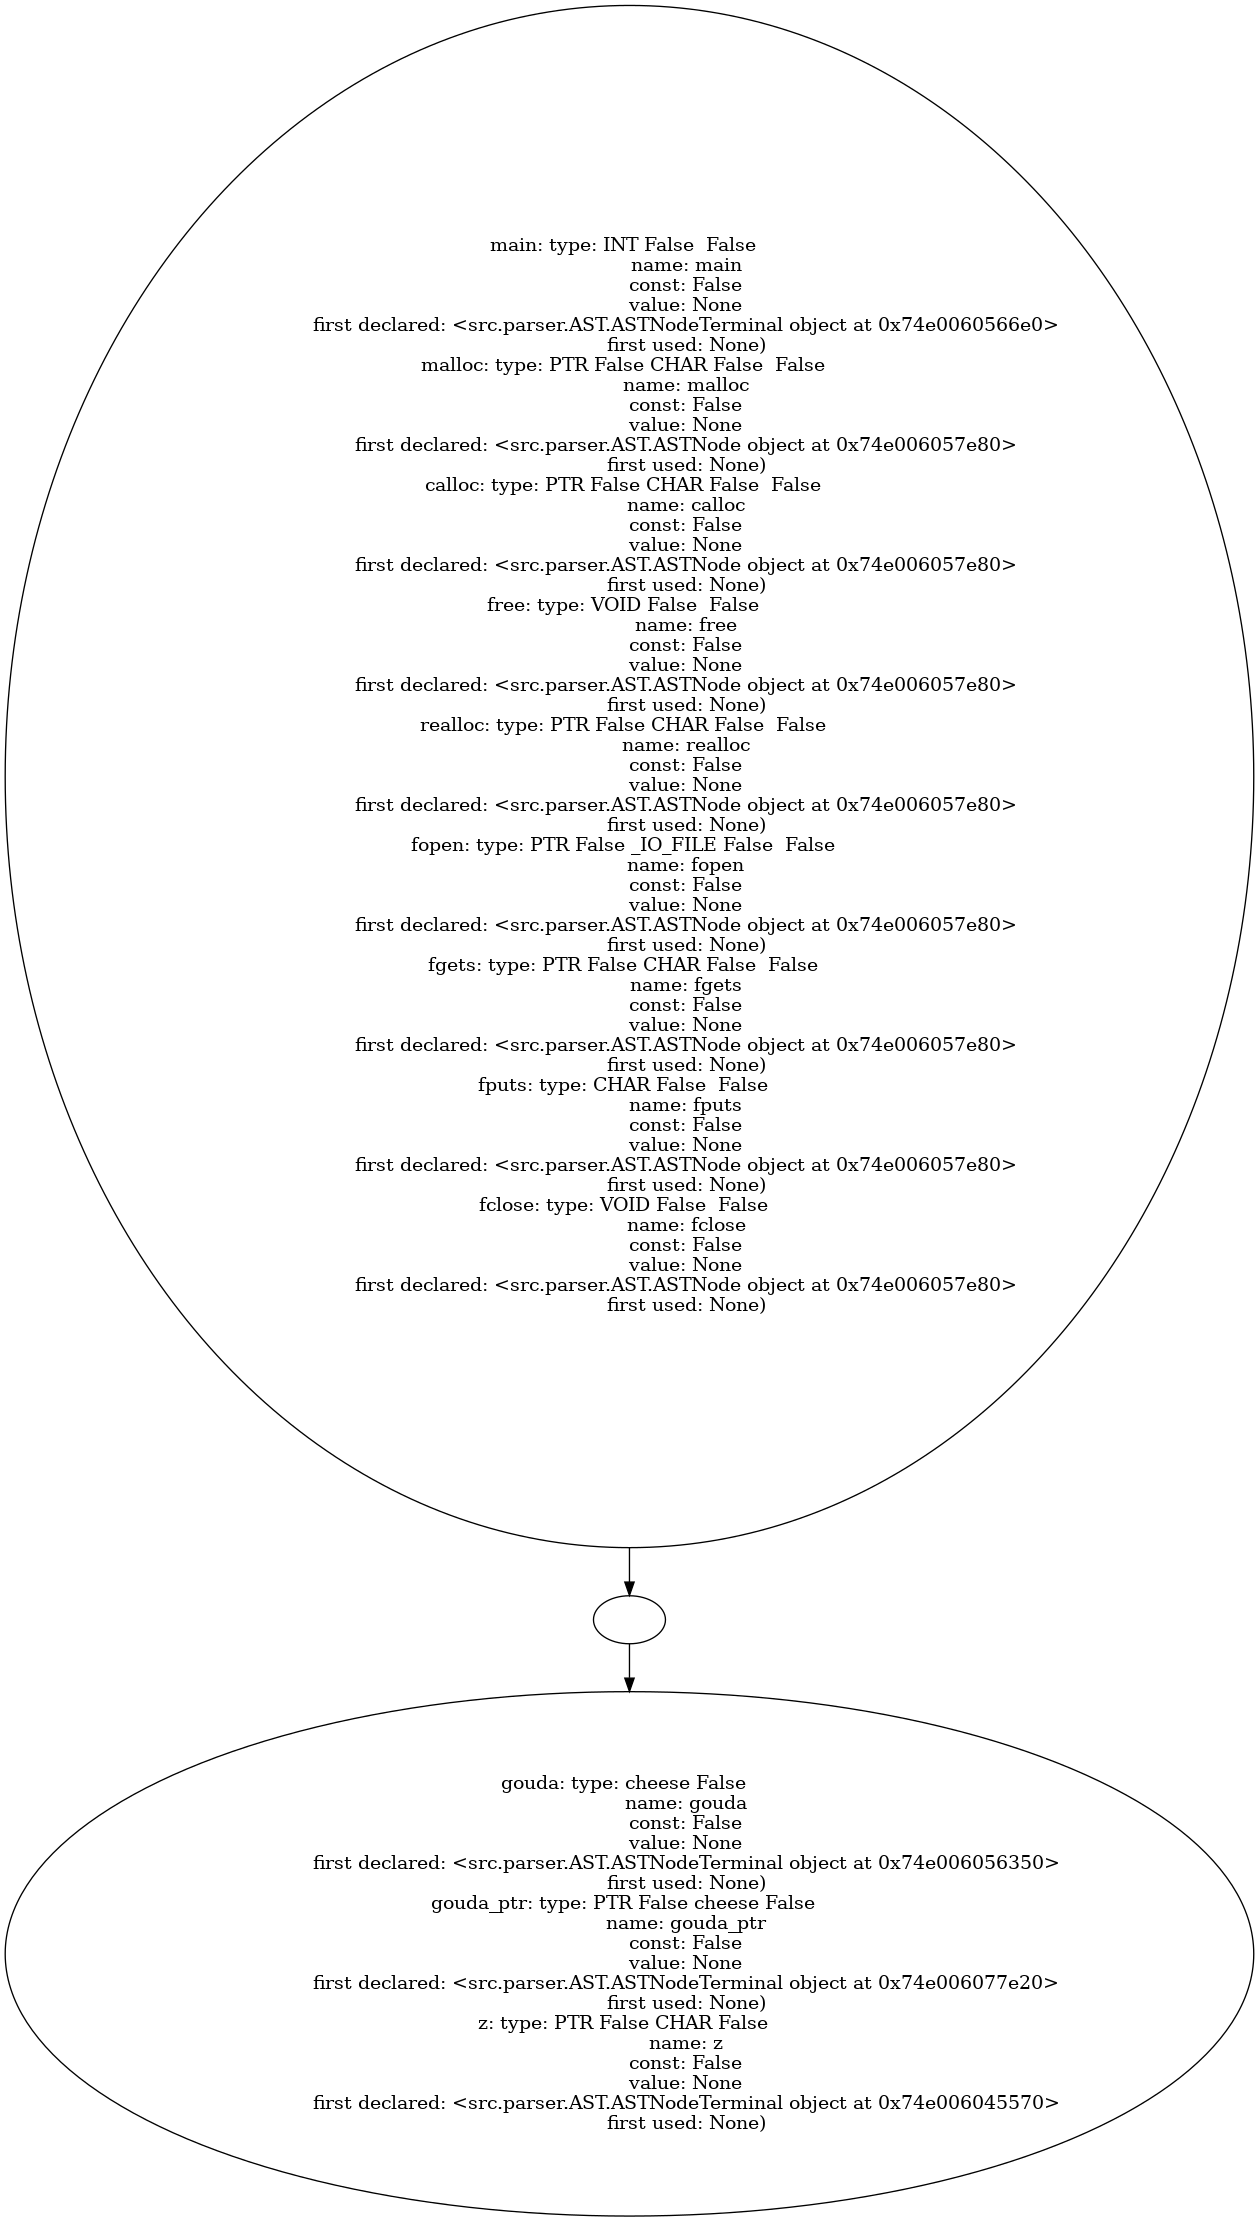 main: type: INT False  False
name: main
const: False
value: None
first declared: <src.parser.AST.ASTNodeTerminal object at 0x74e0060566e0>
first used: None)
malloc: type: PTR False CHAR False  False
name: malloc
const: False
value: None
first declared: <src.parser.AST.ASTNode object at 0x74e006057e80>
first used: None)
calloc: type: PTR False CHAR False  False
name: calloc
const: False
value: None
first declared: <src.parser.AST.ASTNode object at 0x74e006057e80>
first used: None)
free: type: VOID False  False
name: free
const: False
value: None
first declared: <src.parser.AST.ASTNode object at 0x74e006057e80>
first used: None)
realloc: type: PTR False CHAR False  False
name: realloc
const: False
value: None
first declared: <src.parser.AST.ASTNode object at 0x74e006057e80>
first used: None)
fopen: type: PTR False _IO_FILE False  False
name: fopen
const: False
value: None
first declared: <src.parser.AST.ASTNode object at 0x74e006057e80>
first used: None)
fgets: type: PTR False CHAR False  False
name: fgets
const: False
value: None
first declared: <src.parser.AST.ASTNode object at 0x74e006057e80>
first used: None)
fputs: type: CHAR False  False
name: fputs
const: False
value: None
first declared: <src.parser.AST.ASTNode object at 0x74e006057e80>
first used: None)
fclose: type: VOID False  False
name: fclose
const: False
value: None
first declared: <src.parser.AST.ASTNode object at 0x74e006057e80>
first used: None)
gouda: type: cheese False
name: gouda
const: False
value: None
first declared: <src.parser.AST.ASTNodeTerminal object at 0x74e006056350>
first used: None)
gouda_ptr: type: PTR False cheese False
name: gouda_ptr
const: False
value: None
first declared: <src.parser.AST.ASTNodeTerminal object at 0x74e006077e20>
first used: None)
z: type: PTR False CHAR False
name: z
const: False
value: None
first declared: <src.parser.AST.ASTNodeTerminal object at 0x74e006045570>
first used: None)